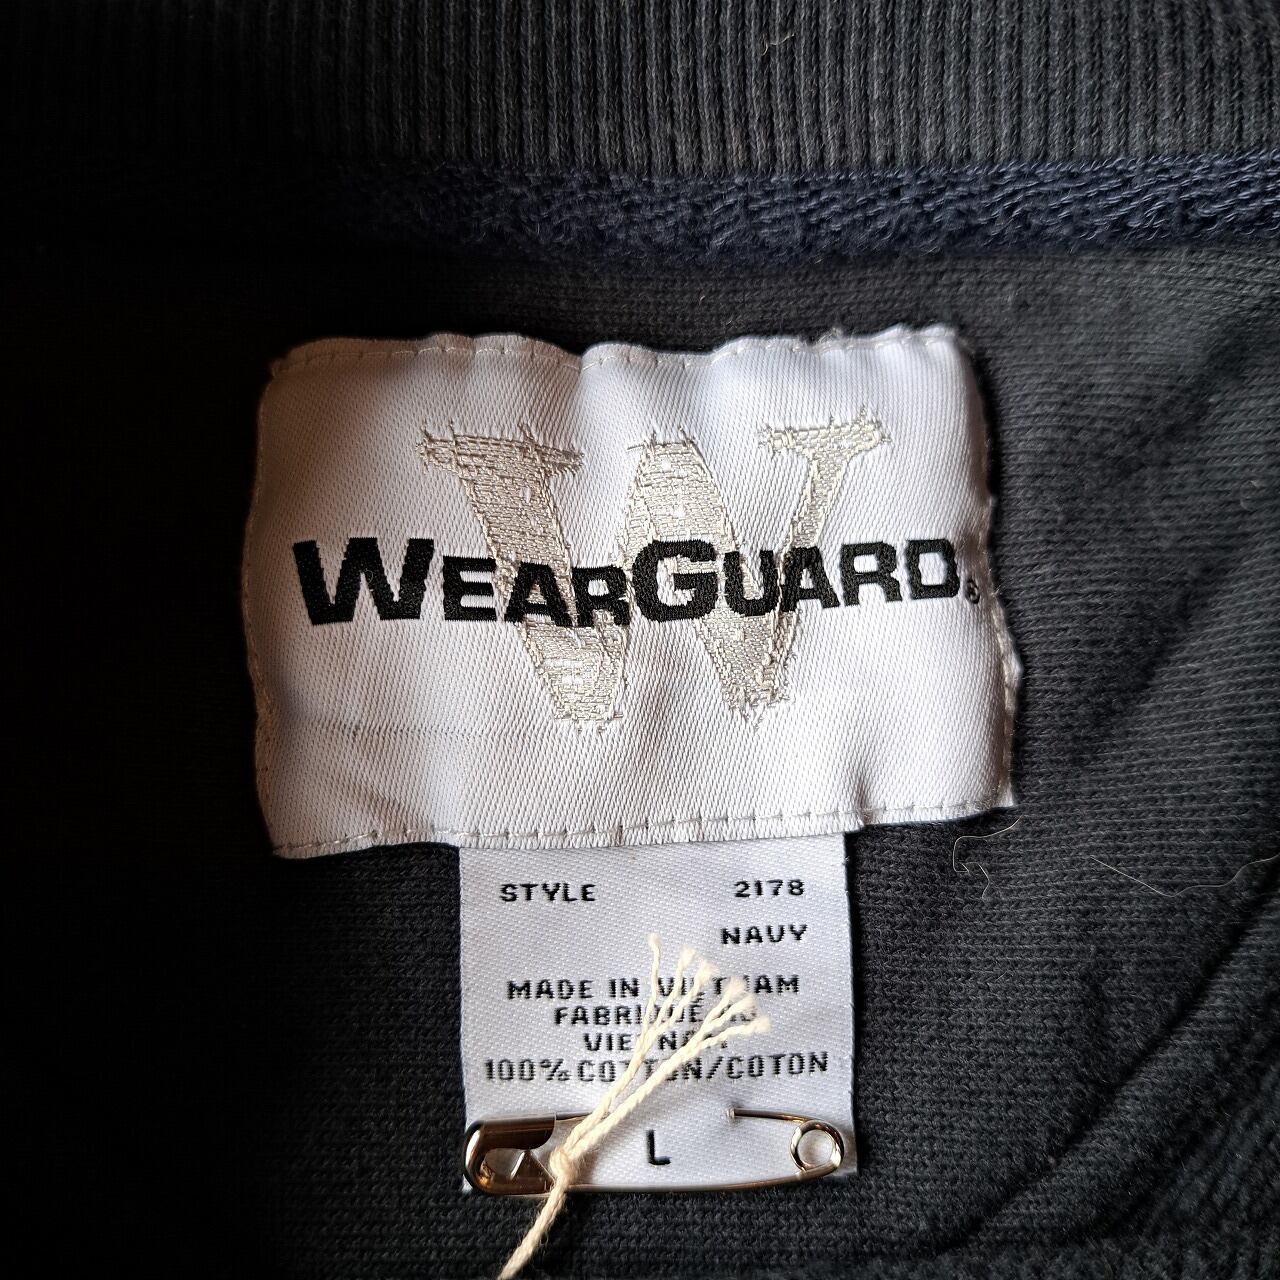 W
WEARGUARD®
STYLE 2178
NAVY
MADE IN VIETNAM
FABRIQUE AU
VIETNAM
100% COTTON/COTON
L